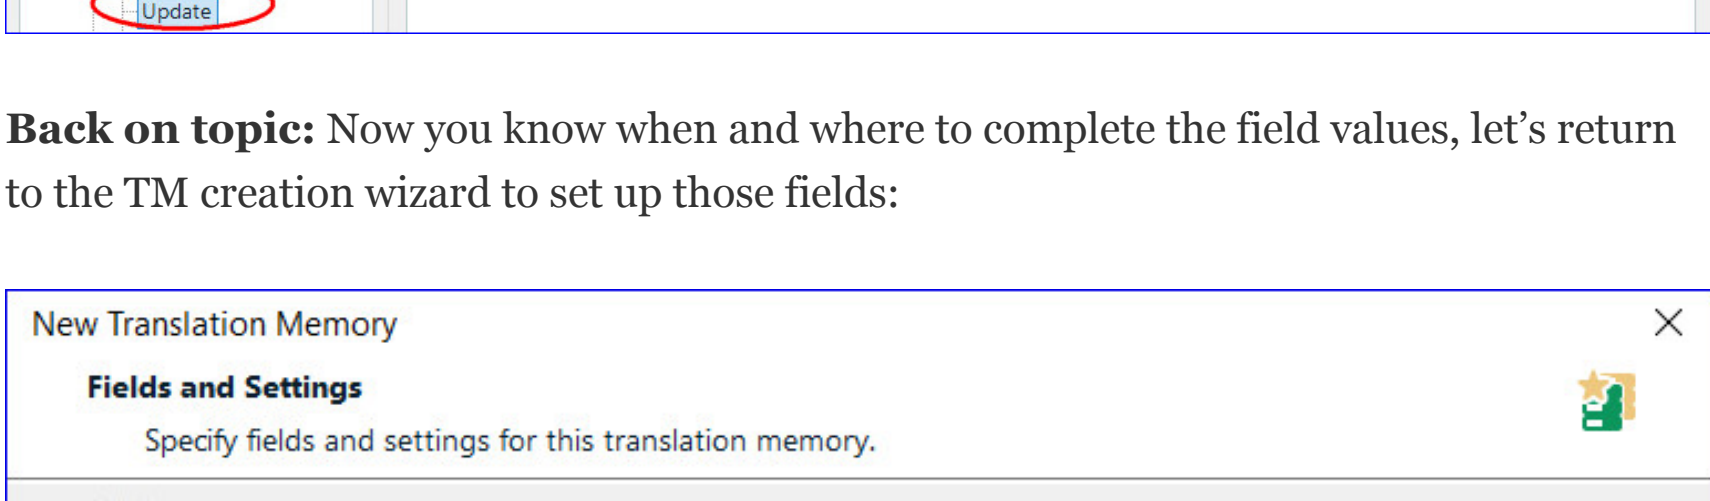 Update
Back on topic: Now you know when and where to complete the field values, let’s return
to the TM creation wizard to set up those fields:
New Translation Memory
Fields and Settings
Specify fields and settings for this translation memory.